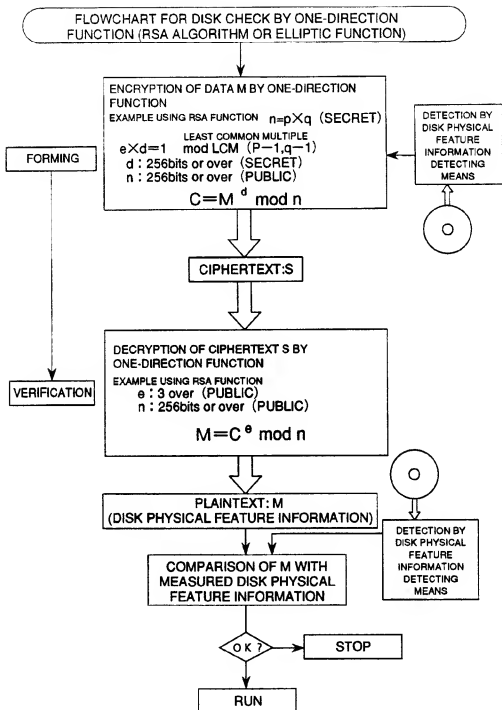 FLOWCHART FOR DISK CHECK BY ONE-DIRECTION
FUNCTION (RSA ALGORITHM OR ELLIPTIC FUNCTION)
ENCRYPTION OF DATA M BY ONE-DIRECTION
FUNCTION
EXAMPLE USING RSA FUNCTION n=p×q (SECRET)
LEAST COMMON MULTIPLE
e×d=1 mod LCM (P−1,q−1)
d : 256bits or over (SECRET)
n : 256bits or over (PUBLIC)
C=M^d mod n
FORMING
DETECTION BY
DISK PHYSICAL
FEATURE
INFORMATION
DETECTING
MEANS
CIPHERTEXT:S
DECRYPTION OF CIPHERTEXT S BY
ONE-DIRECTION FUNCTION
EXAMPLE USING RSA FUNCTION
e : 3 over (PUBLIC)
n : 256bits or over (PUBLIC)
M=C^e mod n
VERIFICATION
PLAINTEXT: M
(DISK PHYSICAL FEATURE INFORMATION)
DETECTION BY
DISK PHYSICAL
FEATURE
INFORMATION
DETECTING
MEANS
COMPARISON OF M WITH
MEASURED DISK PHYSICAL
FEATURE INFORMATION
OK?
STOP
RUN